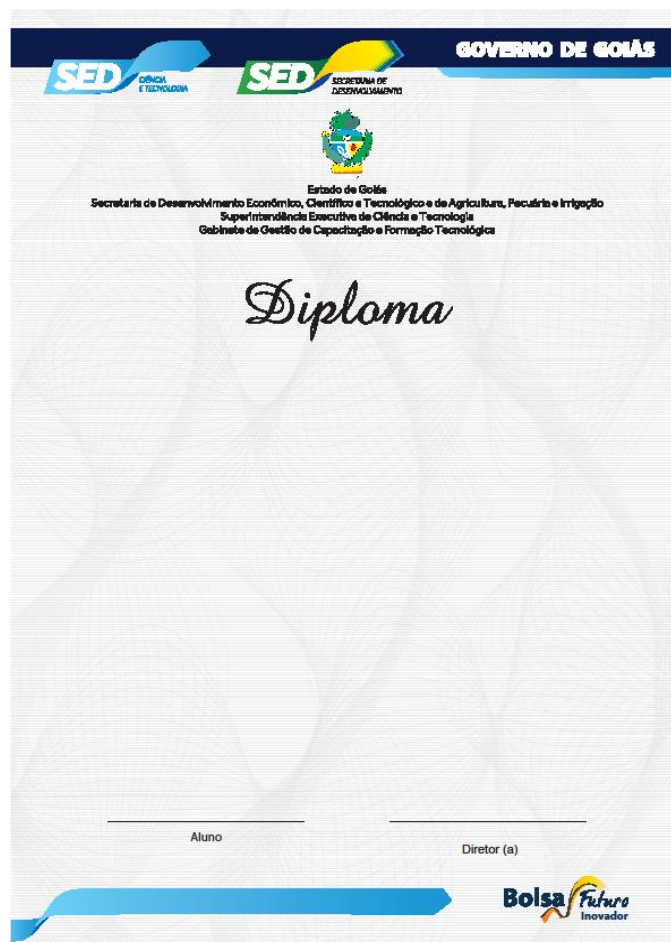 GOVERNO DE GOIÁS
SED CIÊNCIA
E TECNOLOGIA
SED SECRETARIA DE
DESENVOLVIMENTO
Estado de Goiás
Secretaria de Desenvolvimento Econômico, Científico e Tecnológico e de Agricultura, Pecuária e Irrigação
Superintendência Executiva de Ciência e Tecnologia
Gabinete de Gestão de Capacitação e Formação Tecnológica
Diploma
Aluno
Diretor (a)
Bolsa Futuro
Inovador